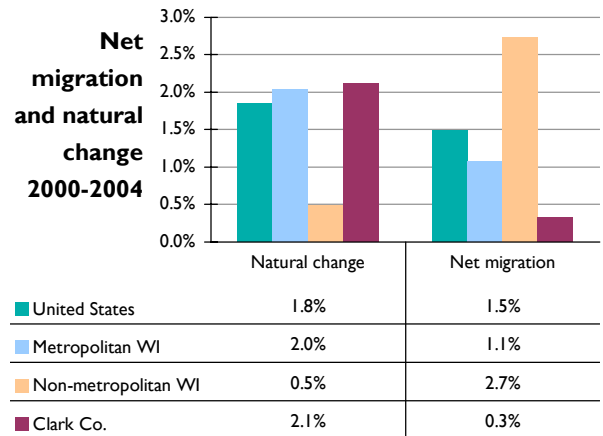 Net
migration
and natural
change
2000-2004
3.0%
2.5%
2.0%
1.5%
1.0%
0.5%
0.0%
Natural change Net migration
United States 1.8% 1.5%
Metropolitan WI 2.0% 1.1%
Non-metropolitan WI 0.5% 2.7%
Clark Co. 2.1% 0.3%